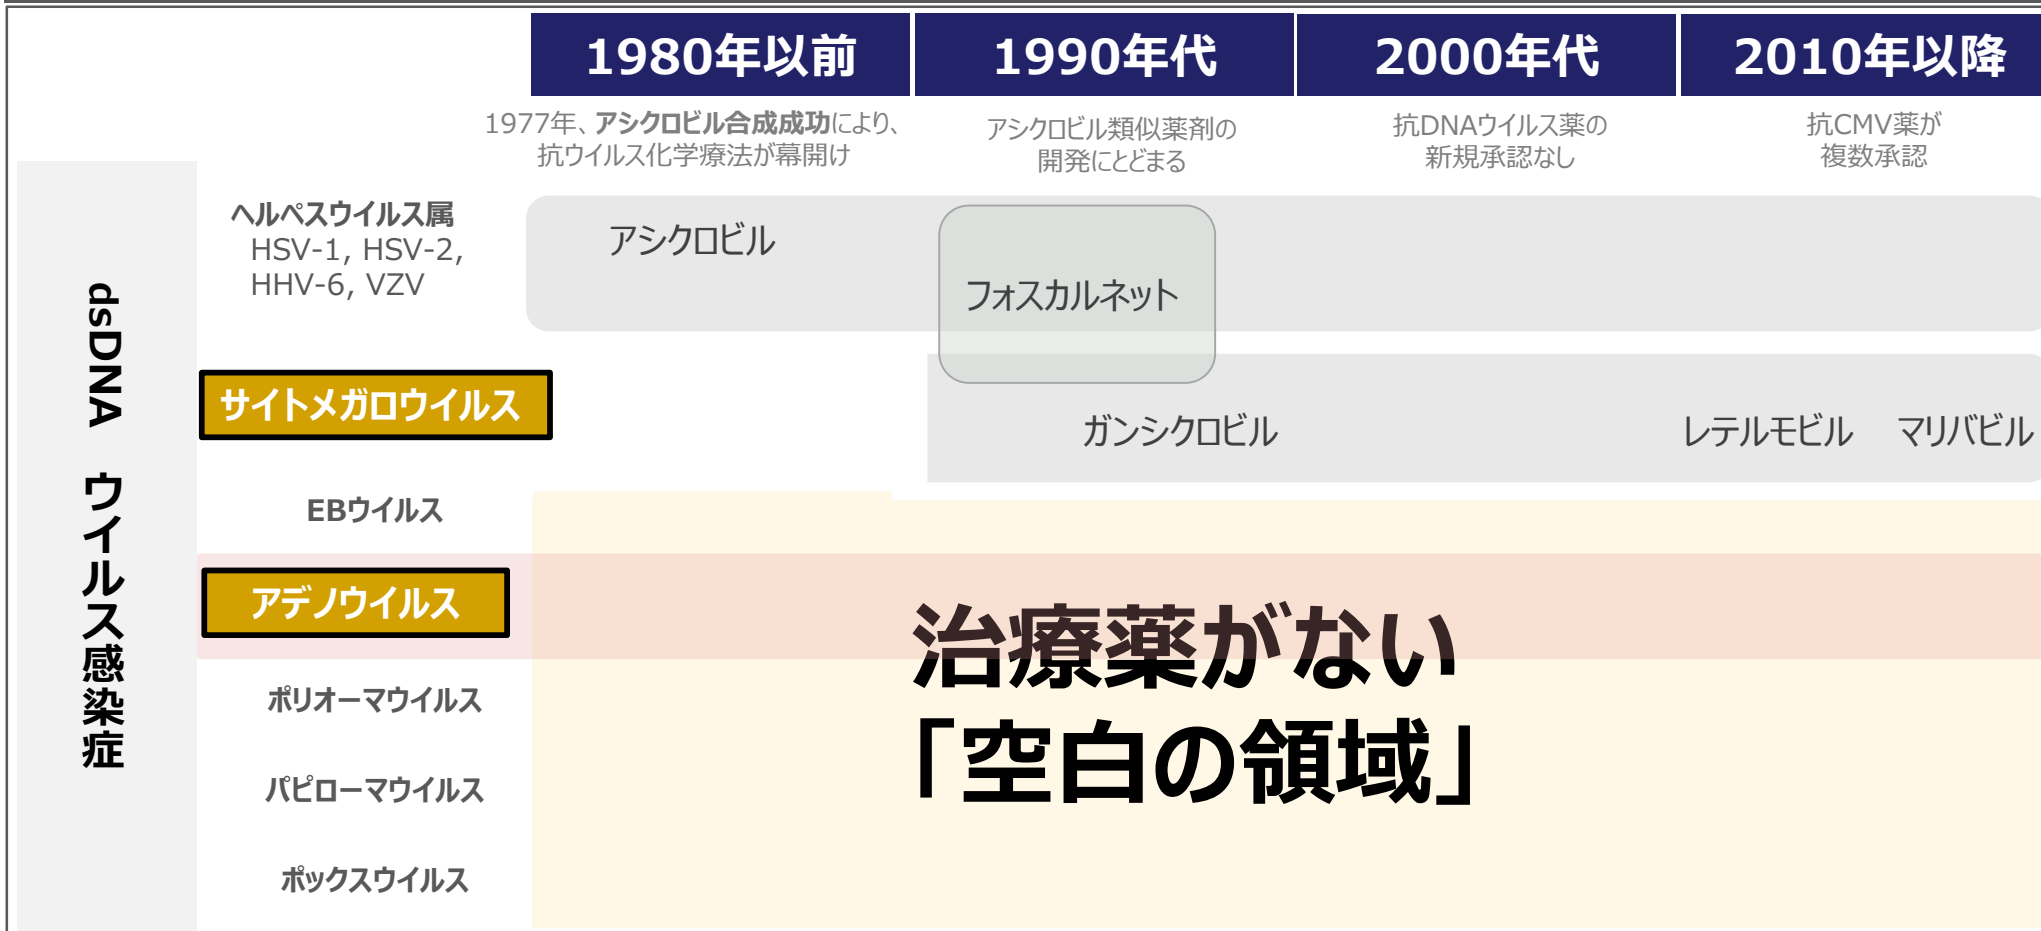 1980年以前
1990年代
2000年代
2010年以降
1977年、アシクロビル合成成功により、
抗ウイルス化学療法が幕開け
アシクロビル類似薬剤の
開発にとどまる
抗DNAウイルス薬の
新規承認なし
抗CMV薬が
複数承認
dsDNA ウイルス感染症
ヘルペスウイルス属
HSV-1, HSV-2,
HHV-6, VZV
アシクロビル
フォスカルネット
サイトメガロウイルス
ガンシクロビル
レテルモビル
マリバビル
EBウイルス
アデノウイルス
ポリオーマウイルス
パピローマウイルス
ポックスウイルス
治療薬がない
「空白の領域」